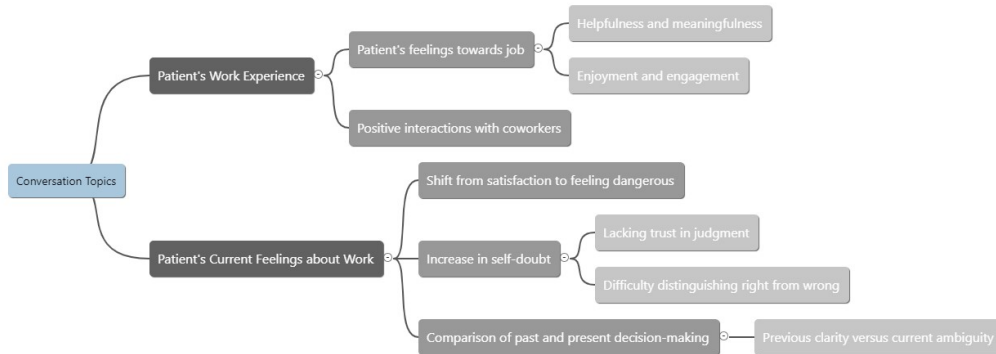 Conversation Topics
Patient's Work Experience
Patient's feelings towards job
Helpfulness and meaningfulness
Enjoyment and engagement
Positive interactions with coworkers
Patient's Current Feelings about Work
Shift from satisfaction to feeling dangerous
Increase in self-doubt
Lacking trust in judgment
Difficulty distinguishing right from wrong
Comparison of past and present decision-making
Previous clarity versus current ambiguity